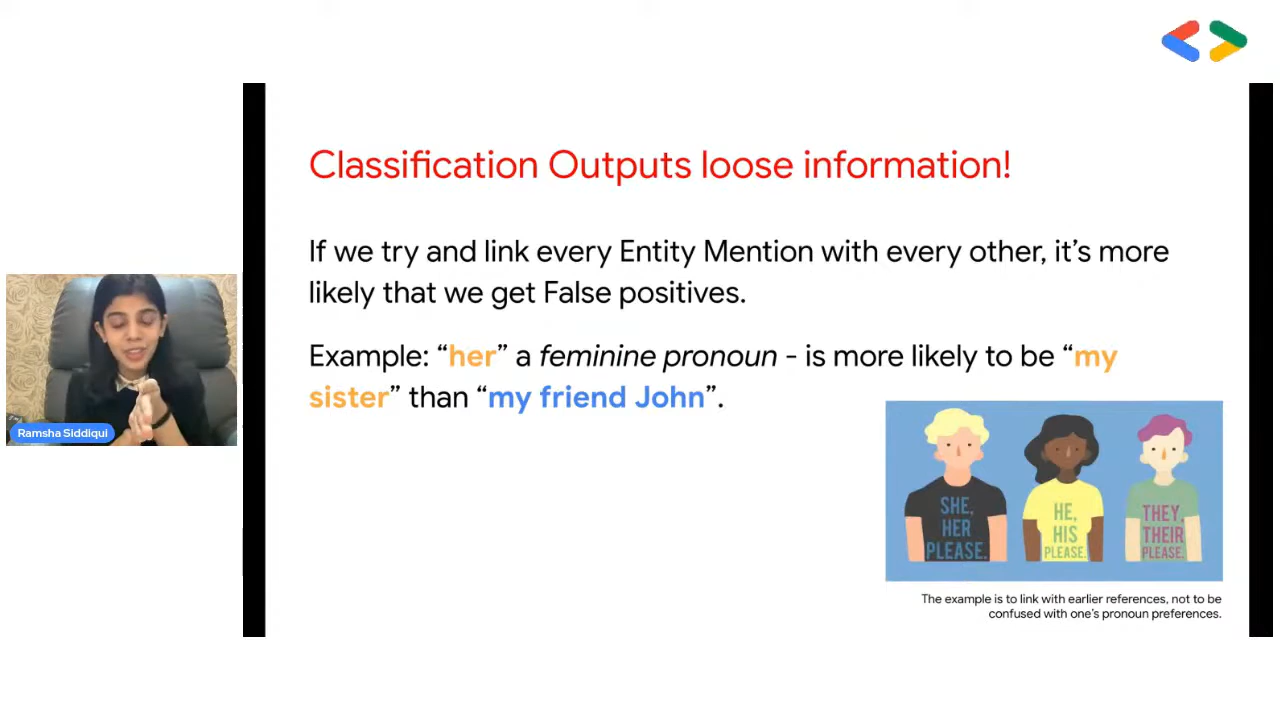 Classification Outputs loose information!
If we try and link every Entity Mention with every other, it's more
likely that we get False positives.
Example: “her” a feminine pronoun - is more likely to be “my
sister” than “my friend John”.
Ramsha Siddiqui
SHE,
HER
PLEASE.
HE,
HIS
PLEASE.
THEY,
THEIR
PLEASE.
The example is to link with earlier references, not to be
confused with one's pronoun preferences.